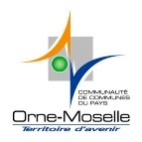 COMMUNAUTÉ
DE COMMUNES
DU PAYS
Orne-Moselle
Territoire d'avenir